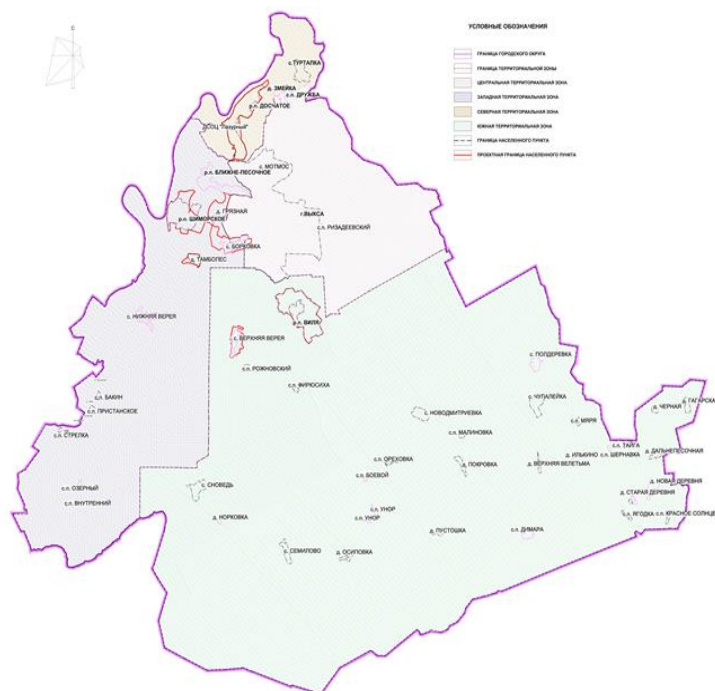 УСЛОВНЫЕ ОБОЗНАЧЕНИЯ
ГРАНИЦА ГОРОДСКОГО ОКРУГА
ГРАНИЦА ТЕРРИТОРИАЛЬНОЙ ЗОНЫ
ЦЕНТРАЛЬНАЯ ТЕРРИТОРИАЛЬНАЯ ЗОНА
ЗАПАДНАЯ ТЕРРИТОРИАЛЬНАЯ ЗОНА
СЕВЕРНАЯ ТЕРРИТОРИАЛЬНАЯ ЗОНА
ЮЖНАЯ ТЕРРИТОРИАЛЬНАЯ ЗОНА
ГРАНИЦА НАСЕЛЕННОГО ПУНКТА
ПРОЕКТНАЯ ГРАНИЦА НАСЕЛЕННОГО ПУНКТА
с.ТУРТАПКА
д. ЗМЕЙКА
с.п. ДРУЖБА
р.п. ДОСЧАТОЕ
с. МОТМОС
р.п. БЛИЖНЕ-ПЕСОЧНОЕ
д. ГРЯЗНАЯ
р.п. ШИМОРСКОЕ
г.ВЫКСА
с.п. РИЗАДЕЕВСКИЙ
с. БОРКОВКА
д. ТАМБОЛЕС
с. НИЖНЯЯ ВЕРЕЯ
р.п. ВИЛЯ
с. ВЕРХНЯЯ ВЕРЕЯ
с.п. РОЖНОВСКИЙ
с.п. ФИРЮСИХА
с. ПОЛДЕРЕВКА
с.п. БАКИН
с.п. ПРИСТАНСКОЕ
с.п. СТРЕЛКА
с. НОВОДМИТРИЕВКА
с. ЧУПАЛЕЙКА
с.п. МЯРЯ
д. ЧЕРНАЯ
д. ГАГАРСКАЯ
с.п. МАЛИНОВКА
с.п. ТАЙГА
д. ИЛЬКИНО
с.п. ШЕРНАВКА
д. ДАЛЬНЕПЕСОЧНАЯ
с.п. ОРЕХОВКА
д. ПОКРОВКА
д. ВЕРХНЯЯ ВЕЛЕТЬМА
с.п. БОЕВОЙ
с.п. ОЗЕРНЫЙ
с.п. ВНУТРЕННИЙ
с. СНОВЕДЬ
д. НОВАЯ ДЕРЕВНЯ
д. СТАРАЯ ДЕРЕВНЯ
с.п. УНОР
с.п. УНОР
д. НОРКОВКА
с.п. ЯГОДКА
с.п. КРАСНОЕ СОЛНЦЕ
д. ПУСТОШКА
с.п. ДИМАРА
с. СЕМИЛОВО
д. ОСИПОВКА